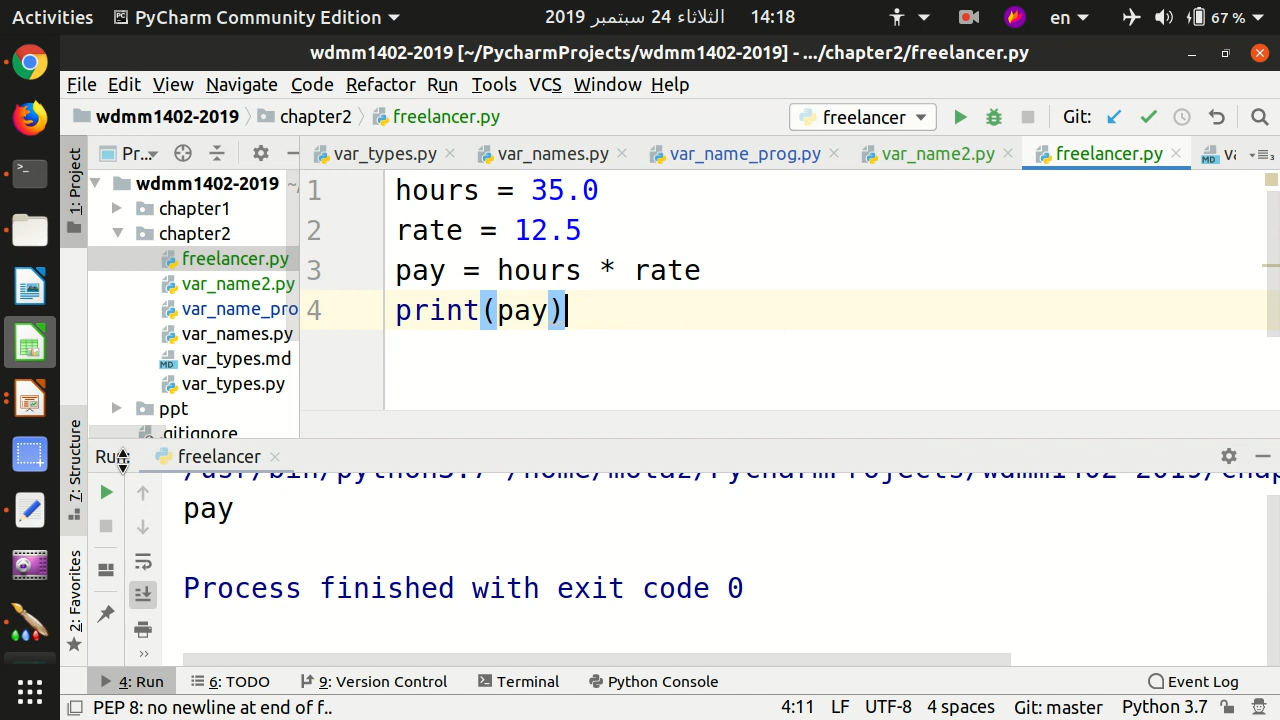 Activities PyCharm Community Edition الثلاثاء 24 سبتمبر 2019 14:18 en 67 %
wdmm1402-2019 [~/PycharmProjects/wdmm1402-2019] - .../chapter2/freelancer.py
File Edit View Navigate Code Refactor Run Tools VCS Window Help
wdmm1402-2019 chapter2 freelancer.py freelancer Git:
1: Project
Pr...
var_types.py var_names.py var_name_prog.py var_name2.py freelancer.py
wdmm1402-2019
chapter1
chapter2
freelancer.py
var_name2.py
var_name_pro
var_names.py
var_types.md
var_types.py
ppt
.gitignore
1 hours = 35.0
2 rate = 12.5
3 pay = hours * rate
4 print(pay)
7: Structure
2: Favorites
Run: freelancer
pay
Process finished with exit code 0
4: Run 6: TODO 9: Version Control Terminal Python Console Event Log
PEP 8: no newline at end of f.. 4:11 LF UTF-8 4 spaces Git: master Python 3.7